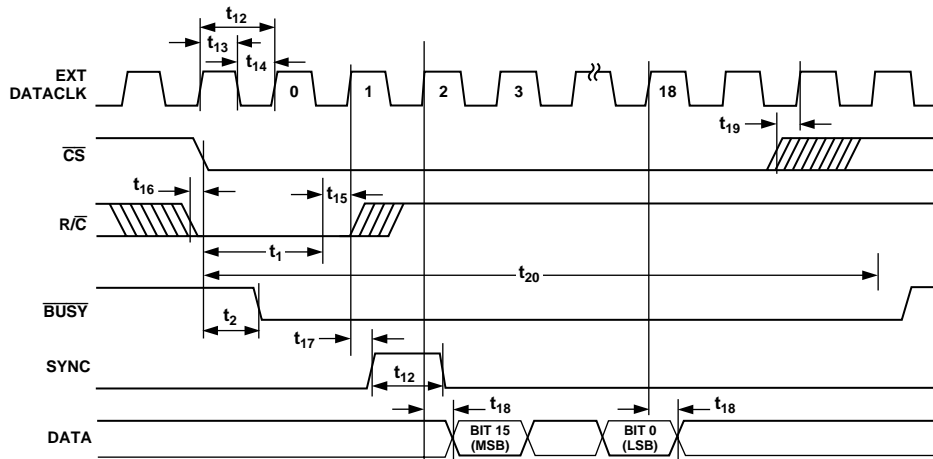 t12
t13
t14
EXT
DATACLK
0
1
2
3
18
t19
CS
t16
t15
R/C
t1
t20
BUSY
t2
t17
SYNC
t12
t18
t18
DATA
BIT 15
(MSB)
BIT 0
(LSB)